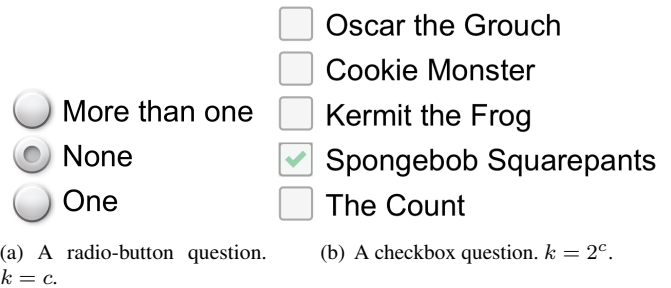 More than one
None
One
Oscar the Grouch
Cookie Monster
Kermit the Frog
Spongebob Squarepants
The Count
(a) A radio-button question.
k = c.
(b) A checkbox question. k = 2^c.